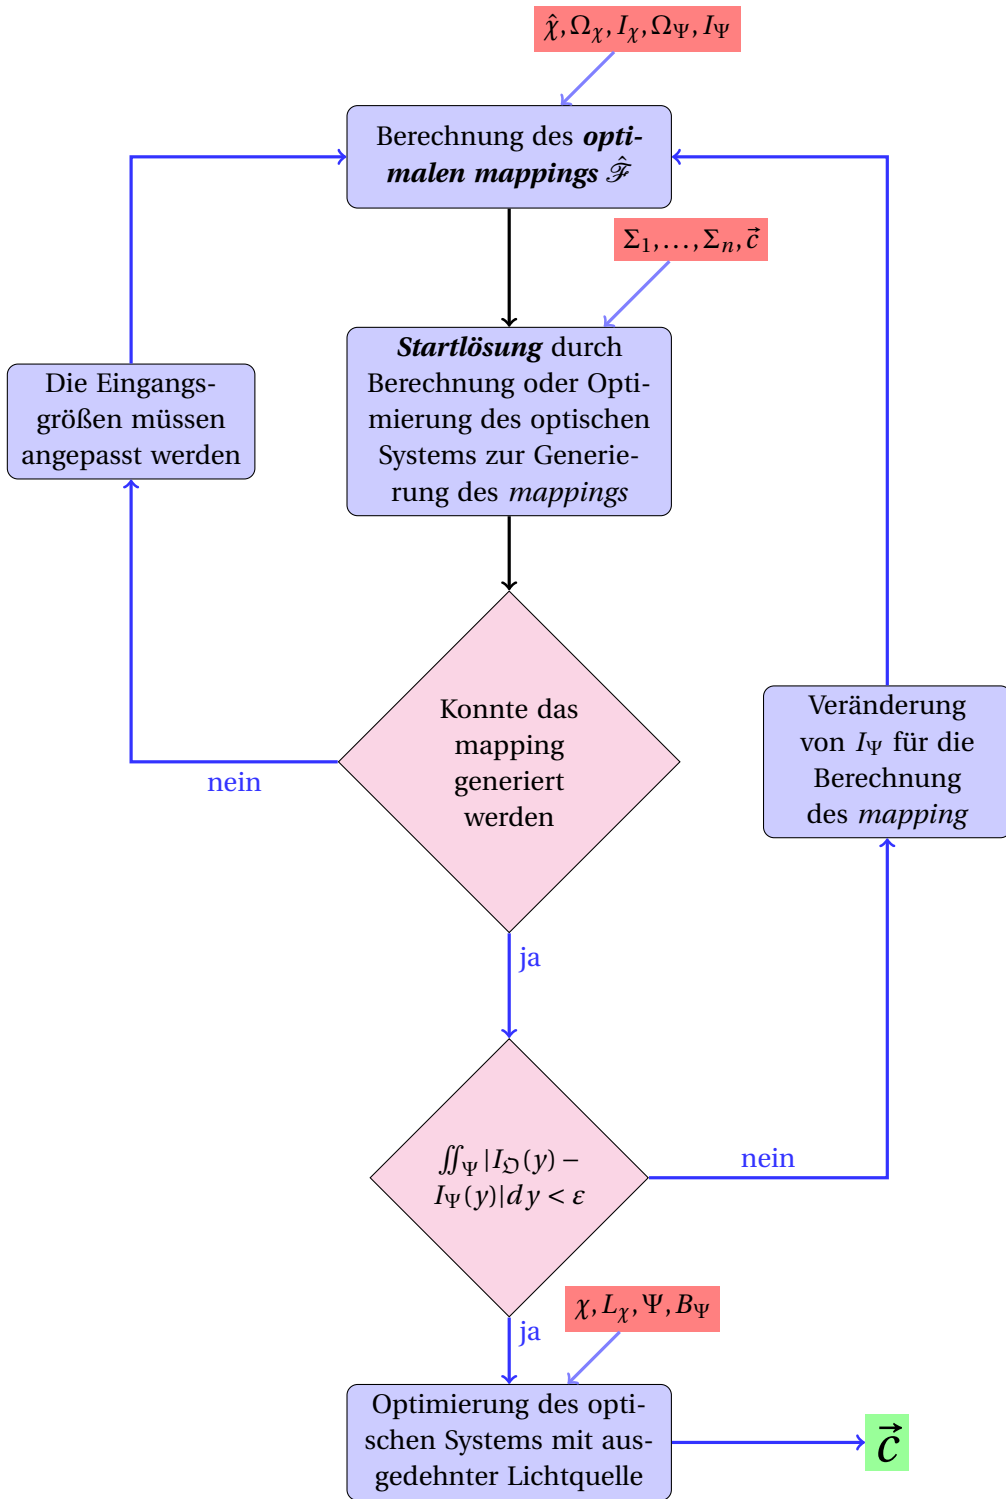 χ̂, Ω_χ, I_χ, Ω_Ψ, I_Ψ
Berechnung des opti-
malen mappings ℱ̂
Σ₁, …, Σₙ, c⃗
Startlösung durch
Berechnung oder Opti-
mierung des optischen
Systems zur Generie-
rung des mappings
Die Eingangs-
größen müssen
angepasst werden
Konnte das
mapping
generiert
werden
nein
ja
Veränderung
von I_Ψ für die
Berechnung
des mapping
∬_Ψ |I_𝔇(y) −
I_Ψ(y)|dy < ε
nein
ja
χ, L_χ, Ψ, B_Ψ
Optimierung des opti-
schen Systems mit aus-
gedehnter Lichtquelle
c⃗